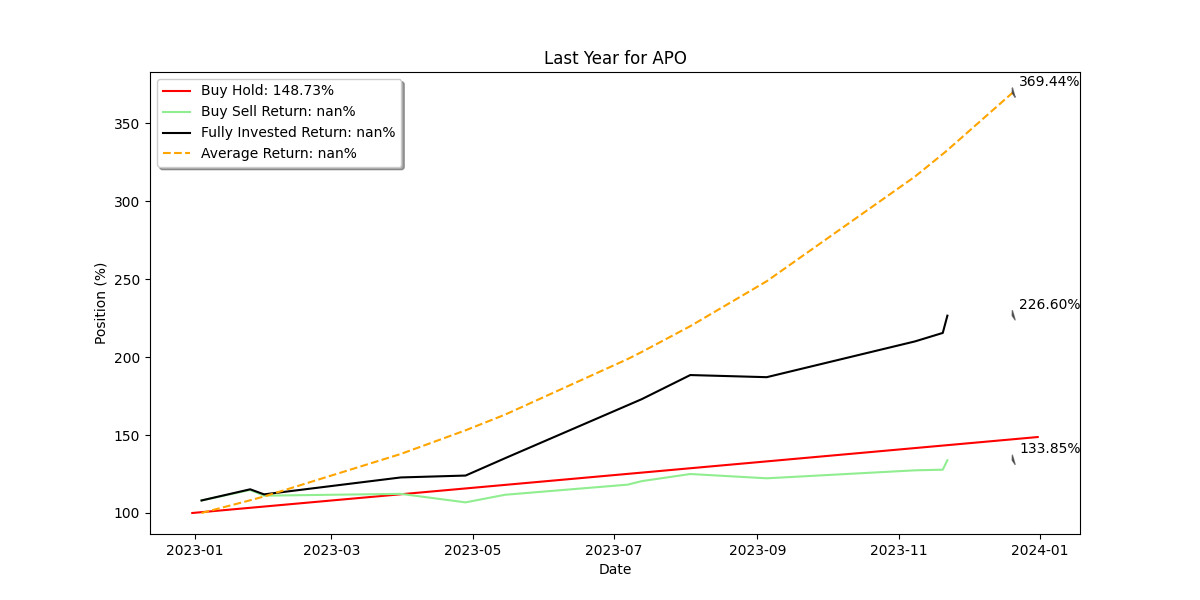 Last Year for APO
369.44%
Buy Hold: 148.73%
Buy Sell Return: nan%
Fully Invested Return: nan%
Average Return: nan%
350
300
226.60%
250
Position (%)
200
150
133.85%
100
2023-01 2023-03 2023-05 2023-07 2023-09 2023-11 2024-01
Date